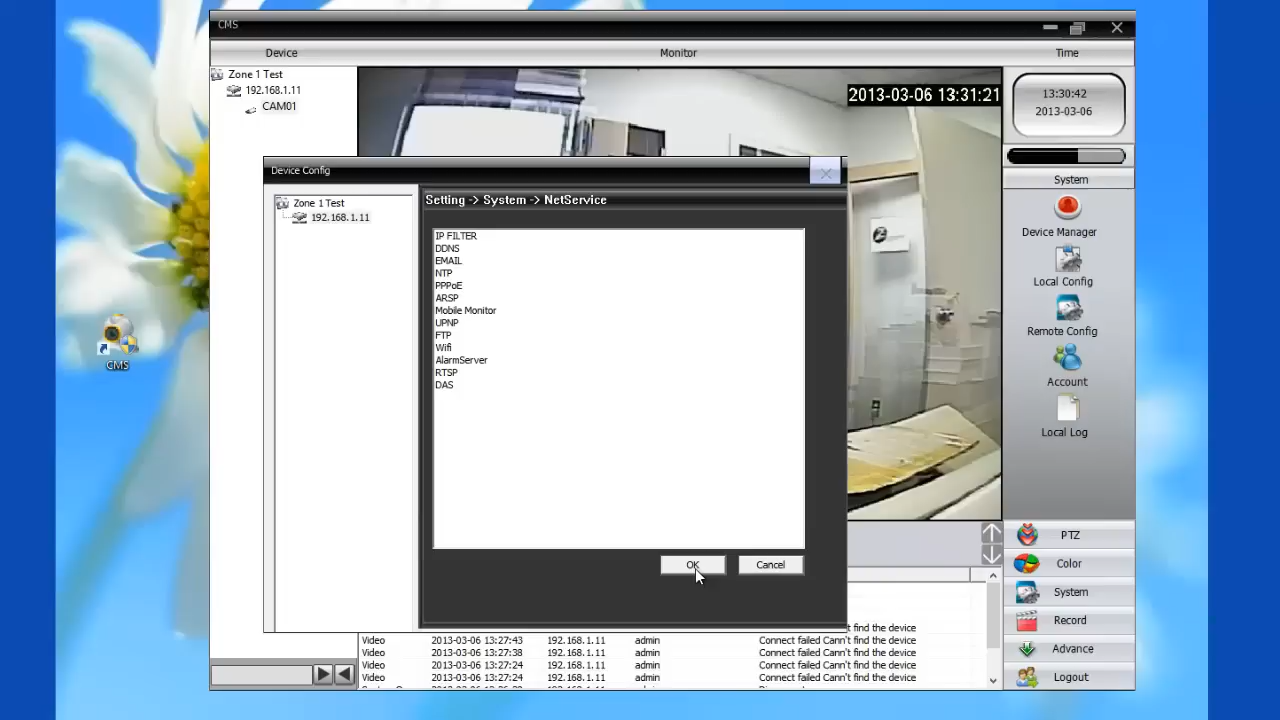 CMS
Device
Monitor
Time
Zone 1 Test
192.168.1.11
CAM01
2013-03-06 13:31:21
13:30:42
2013-03-06
System
Device Manager
Local Config
Remote Config
Account
Local Log
Device Config
Zone 1 Test
192.168.1.11
Setting -> System -> NetService
IP FILTER
DDNS
EMAIL
NTP
PPPoE
ARSP
Mobile Monitor
UPNP
FTP
Wifi
AlarmServer
RTSP
DAS
OK
Cancel
CMS
PTZ
Color
System
Record
Advance
Logout
t find the device
Video 2013-03-06 13:27:43 192.168.1.11 admin Connect failed Cann't find the device
Video 2013-03-06 13:27:38 192.168.1.11 admin Connect failed Cann't find the device
Video 2013-03-06 13:27:24 192.168.1.11 admin Connect failed Cann't find the device
Video 2013-03-06 13:27:24 192.168.1.11 admin Connect failed Cann't find the device